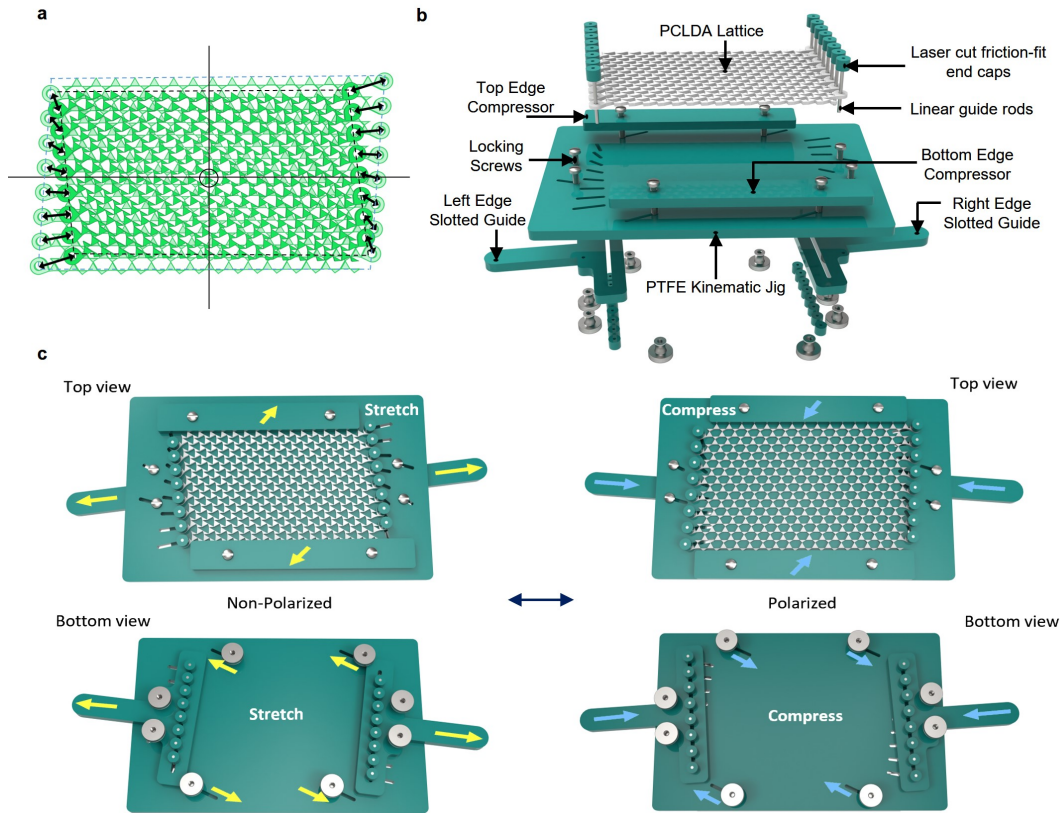 a
b
PCLDA Lattice
Laser cut friction-fit
end caps
Top Edge
Compressor
Linear guide rods
Locking
Screws
Bottom Edge
Compressor
Left Edge
Slotted Guide
Right Edge
Slotted Guide
PTFE Kinematic Jig
c
Top view
Stretch
Compress
Top view
Non-Polarized
Polarized
Bottom view
Bottom view
Stretch
Compress